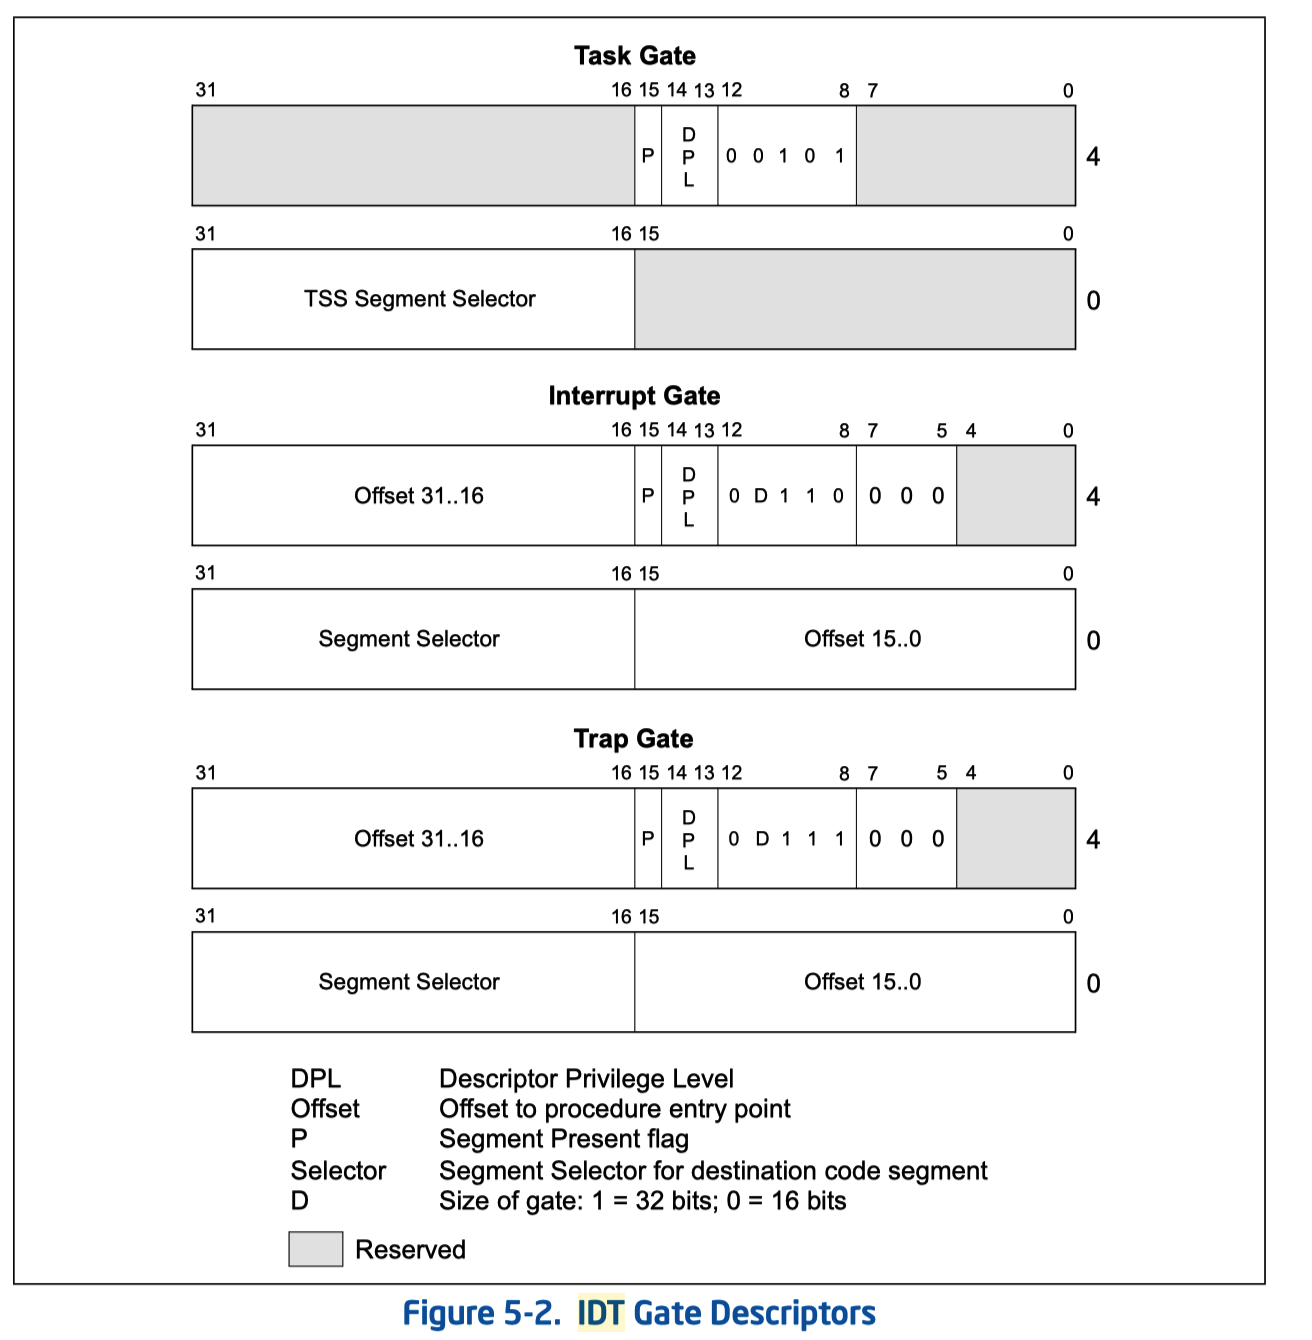 Task Gate
31 16 15 14 13 12 8 7 0
P D P L 0 0 1 0 1 4
31 16 15 0
TSS Segment Selector 0
Interrupt Gate
31 16 15 14 13 12 8 7 5 4 0
Offset 31..16 P D P L 0 D 1 1 0 0 0 0 4
31 16 15 0
Segment Selector Offset 15..0 0
Trap Gate
31 16 15 14 13 12 8 7 5 4 0
Offset 31..16 P D P L 0 D 1 1 1 0 0 0 4
31 16 15 0
Segment Selector Offset 15..0 0
DPL Descriptor Privilege Level
Offset Offset to procedure entry point
P Segment Present flag
Selector Segment Selector for destination code segment
D Size of gate: 1 = 32 bits; 0 = 16 bits
Reserved
Figure 5-2. IDT Gate Descriptors